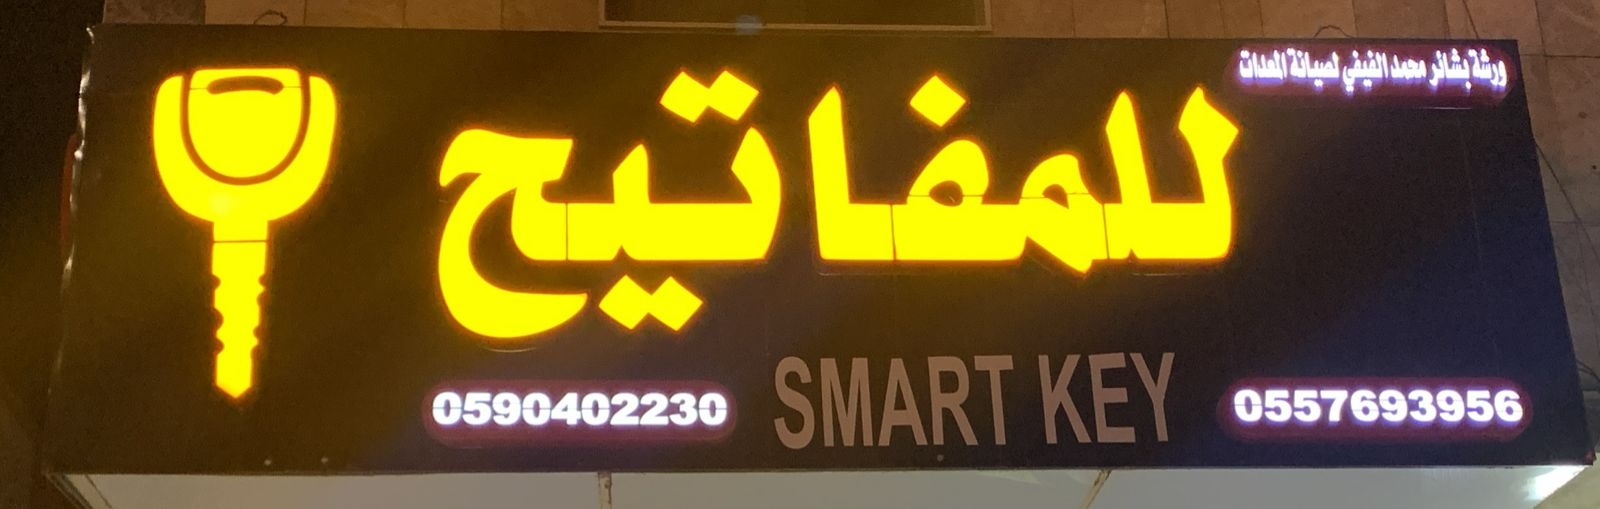 ورشة بشائر محمد الفيفي لصيانة المعدات
للمفاتيح
SMART KEY
0590402230
0557693956